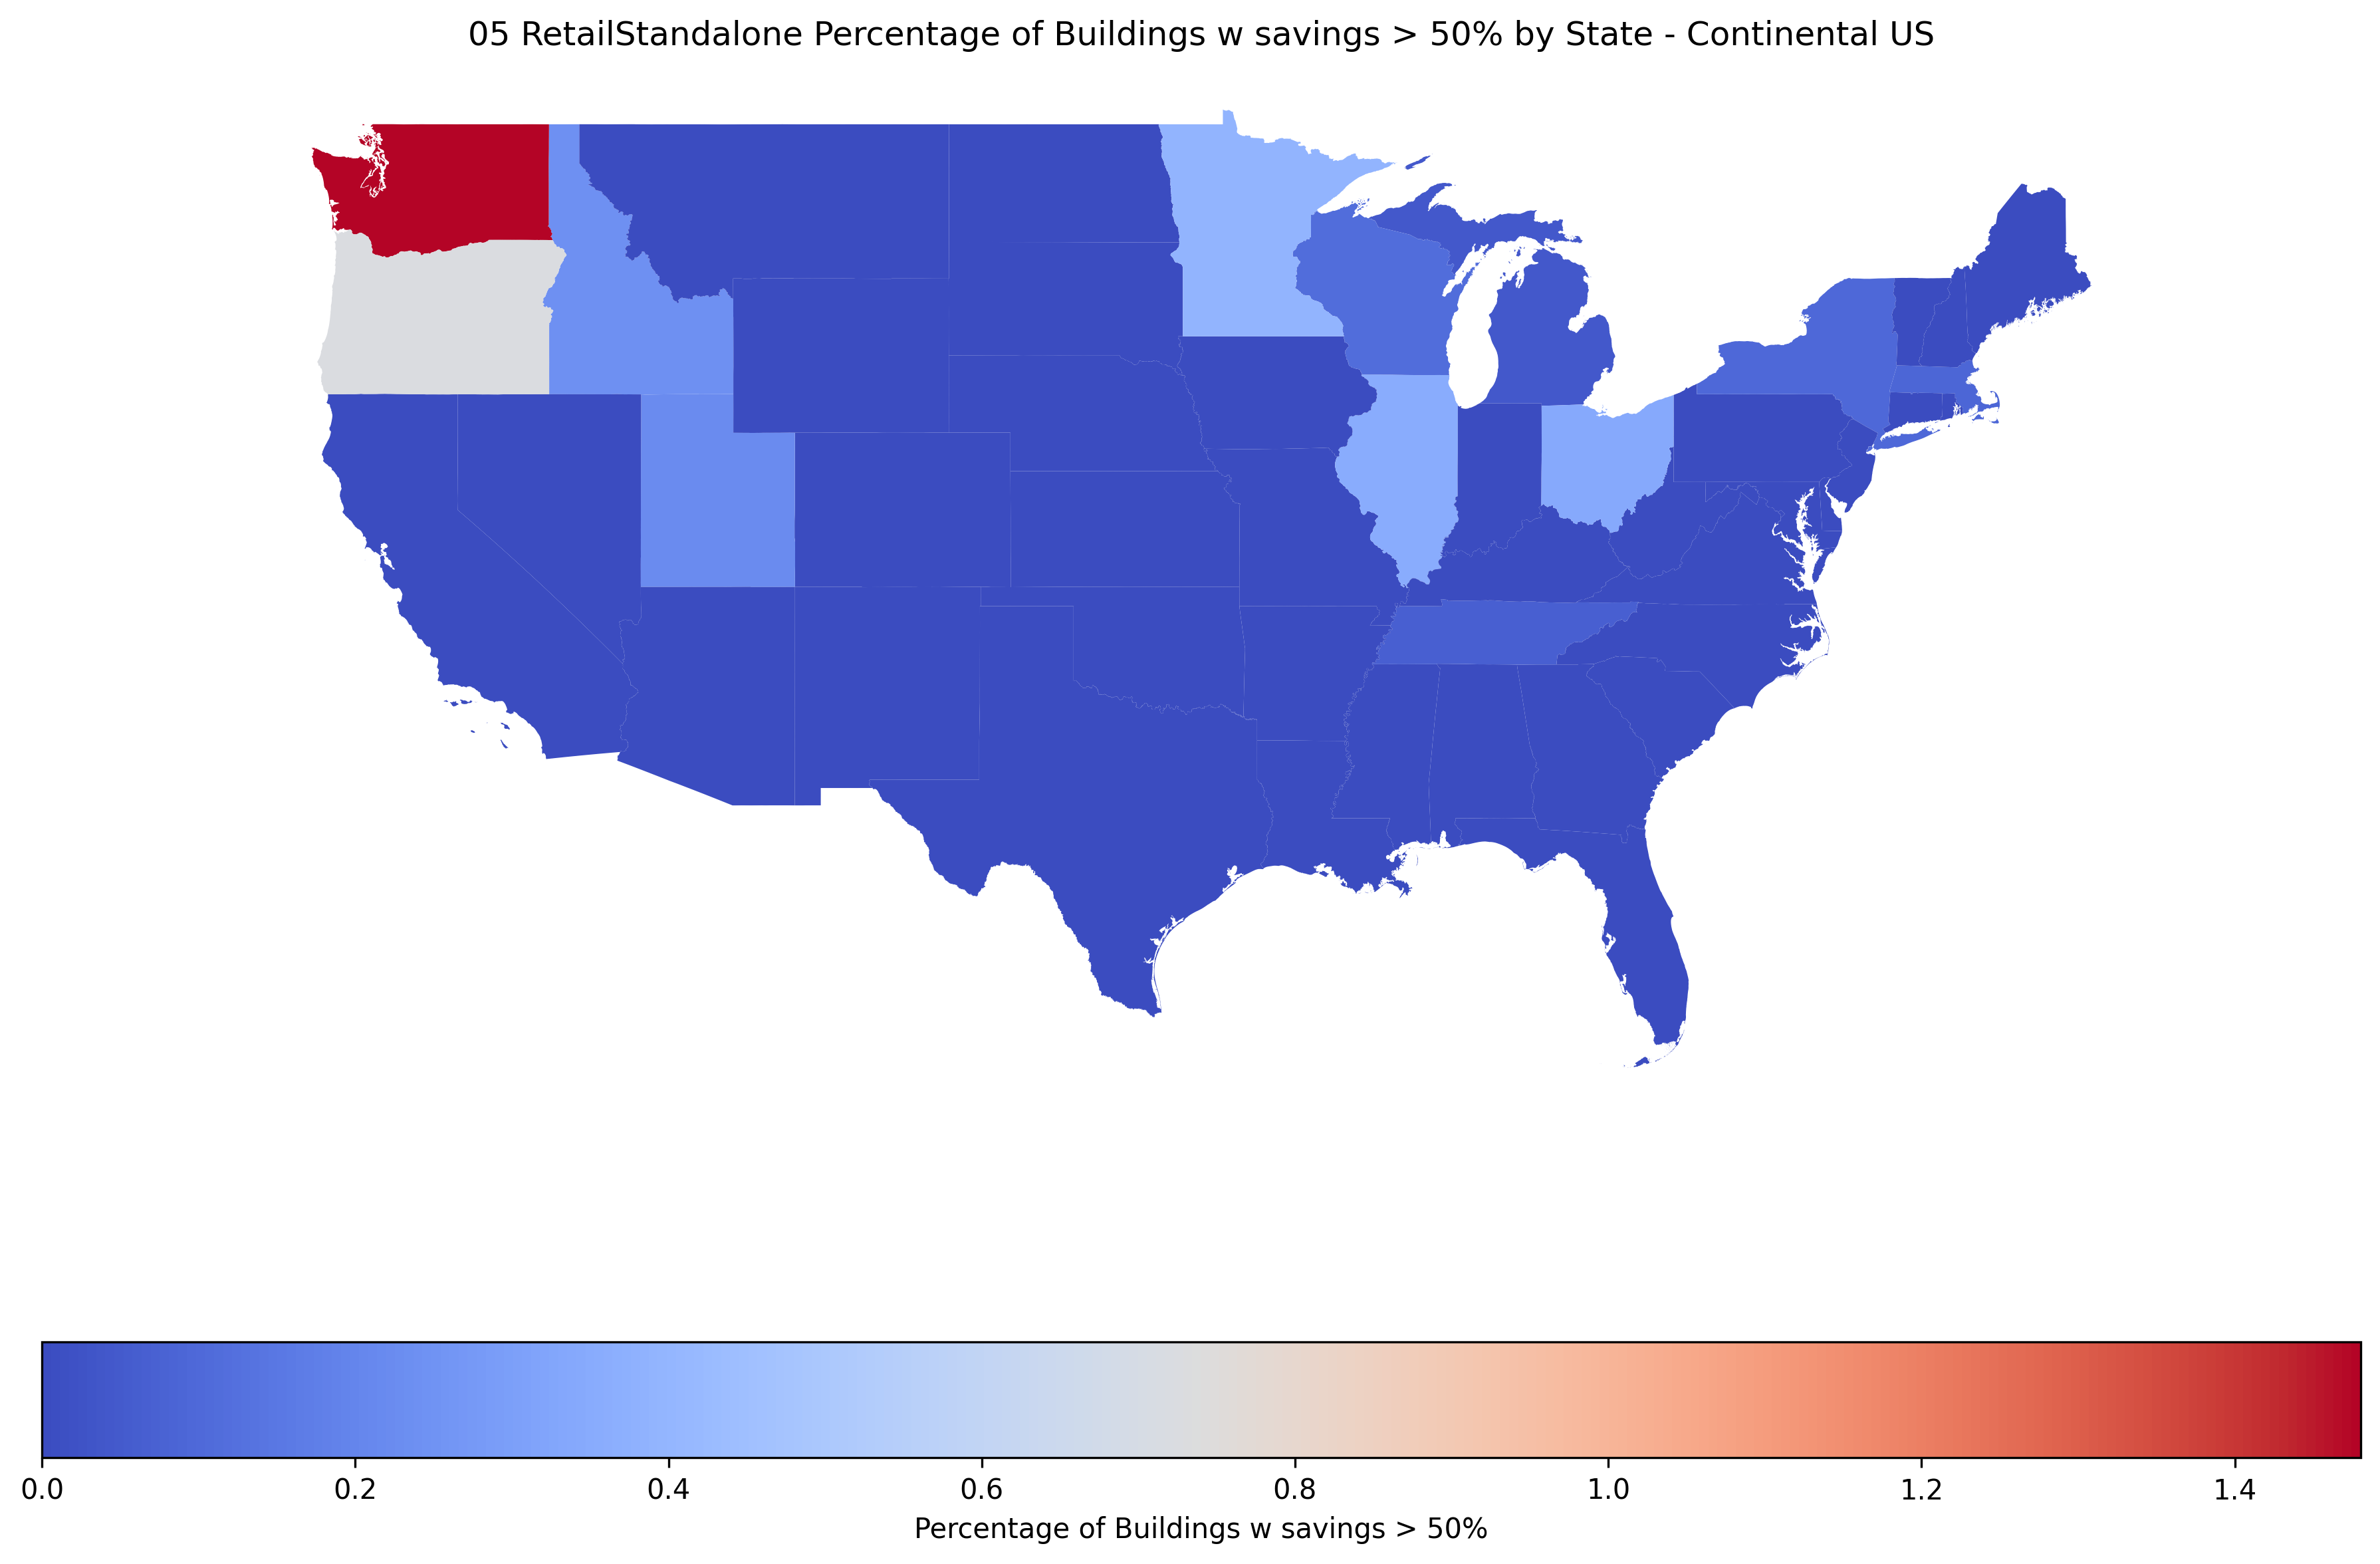 05 RetailStandalone Percentage of Buildings w savings > 50% by State - Continental US
0.0 0.2 0.4 0.6 0.8 1.0 1.2 1.4
Percentage of Buildings w savings > 50%